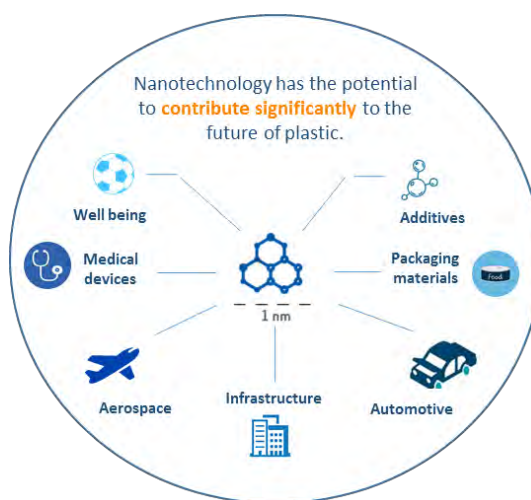 Nanotechnology has the potential
to contribute significantly to the
future of plastic.
Well being
Additives
Medical
devices
Packaging
materials
Food
1 nm
Aerospace
Infrastructure
Automotive